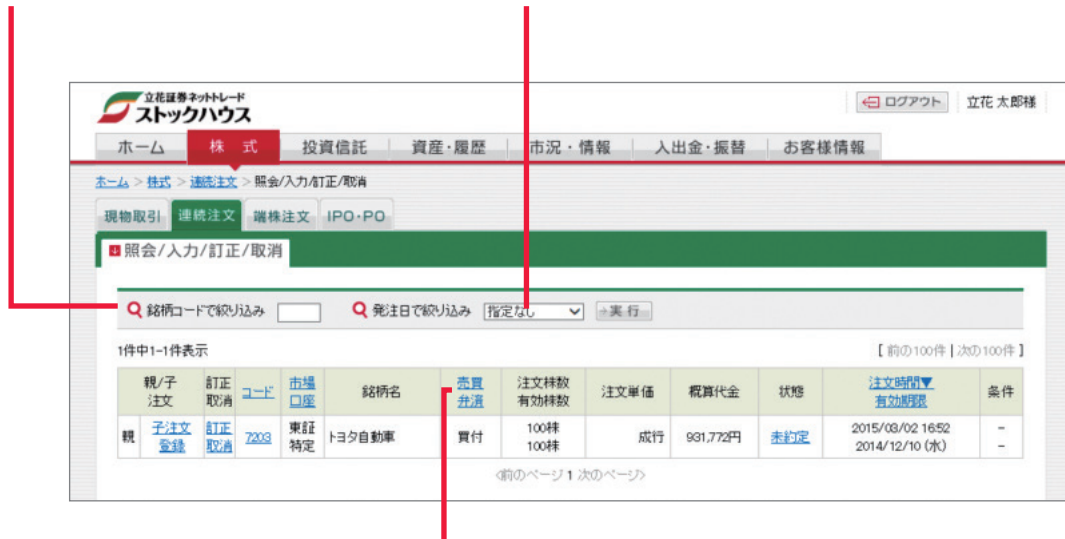 立花証券ネットトレード
ストックハウス
ログアウト 立花 太郎様
ホーム 株 式 投資信託 資産・履歴 市況・情報 入出金・振替 お客様情報
ホーム > 株式 > 連続注文 > 照会/入力/訂正/取消
現物取引 連続注文 端株注文 IPO・PO
照会/入力/訂正/取消
銘柄コードで絞り込み 発注日で絞り込み 指定なし 実 行
1件中1-1件表示 【 前の100件 | 次の100件 】
親/子 訂正 コード 市場 銘柄名 売買 注文株数 注文単価 概算代金 状態 注文時間▼ 条件
注文 取消 口座 弁済 有効株数 有効期限
親 子注文 訂正 7203 東証 トヨタ自動車 買付 100株 成行 931,772円 未約定 2015/03/02 16:52 -
登録 取消 特定 100株 2014/12/10 (水) -
<前のページ 1 次のページ>